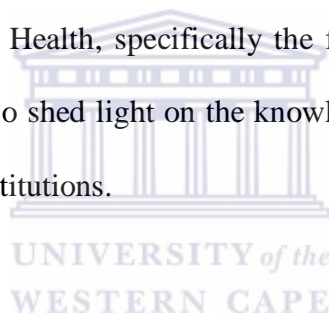 Health, specifically the f
o shed light on the knowl
titutions.
UNIVERSITY of the
WESTERN CAPE